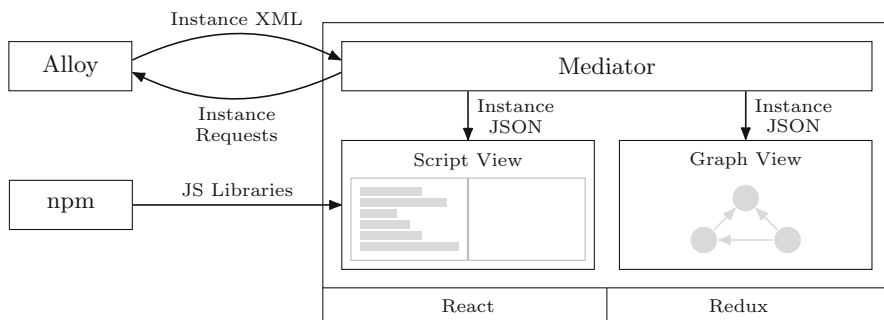 Instance XML
Alloy
Mediator
Instance
Requests
Instance
JSON
Instance
JSON
Script View
Graph View
npm
JS Libraries
React
Redux